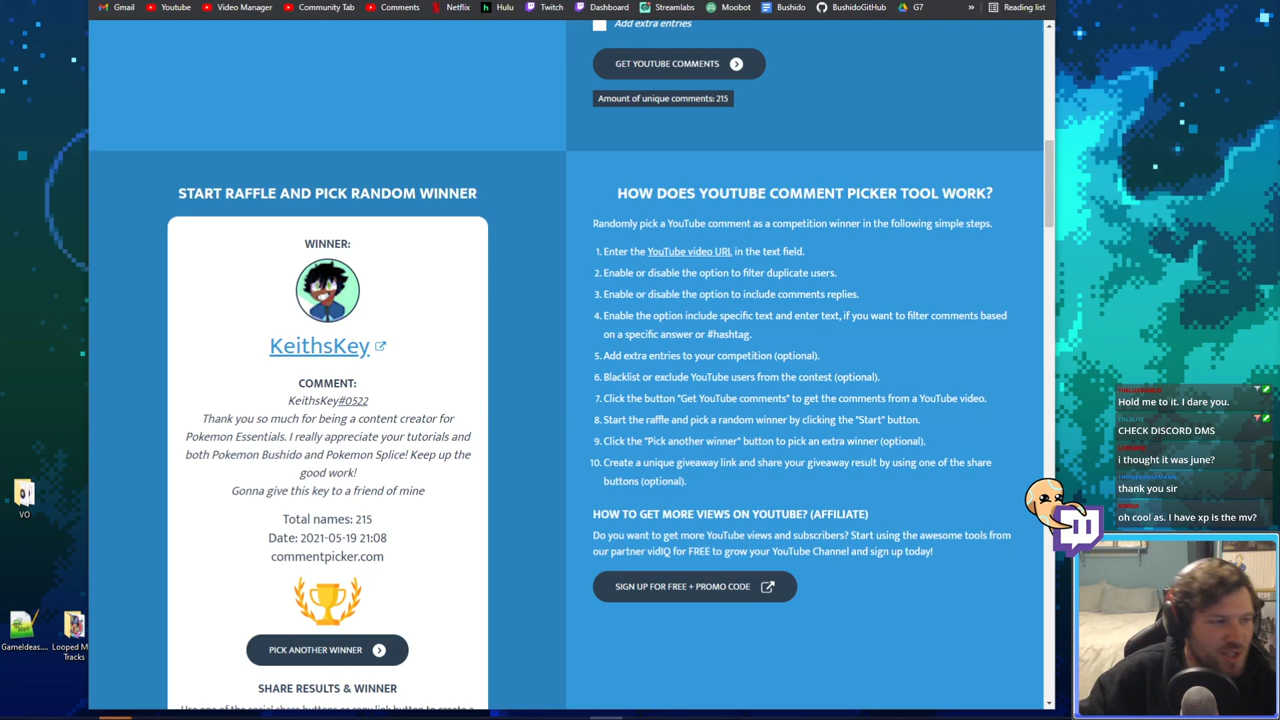 Gmail Youtube Video Manager Community Tab Comments Netflix Hulu Twitch Dashboard Streamlabs Moobot Bushido BushidoGitHub G7 » Reading list
Add extra entries
GET YOUTUBE COMMENTS
Amount of unique comments: 215
START RAFFLE AND PICK RANDOM WINNER
WINNER:
KeithsKey
COMMENT:
KeithsKey#0522
Thank you so much for being a content creator for
Pokemon Essentials. I really appreciate your tutorials and
both Pokemon Bushido and Pokemon Splice! Keep up the
good work!
Gonna give this key to a friend of mine
Total names: 215
Date: 2021-05-19 21:08
commentpicker.com
PICK ANOTHER WINNER
SHARE RESULTS & WINNER
HOW DOES YOUTUBE COMMENT PICKER TOOL WORK?
Randomly pick a YouTube comment as a competition winner in the following simple steps.
1. Enter the YouTube video URL in the text field.
2. Enable or disable the option to filter duplicate users.
3. Enable or disable the option to include comments replies.
4. Enable the option include specific text and enter text, if you want to filter comments based
on a specific answer or #hashtag.
5. Add extra entries to your competition (optional).
6. Blacklist or exclude YouTube users from the contest (optional).
7. Click the button "Get YouTube comments" to get the comments from a YouTube video.
8. Start the raffle and pick a random winner by clicking the "Start" button.
9. Click the "Pick another winner" button to pick an extra winner (optional).
10. Create a unique giveaway link and share your giveaway result by using one of the share
buttons (optional).
HOW TO GET MORE VIEWS ON YOUTUBE? (AFFILIATE)
Do you want to get more YouTube views and subscribers? Start using the awesome tools from
our partner vidIQ for FREE to grow your YouTube Channel and sign up today!
SIGN UP FOR FREE + PROMO CODE
Hold me to it. I dare you.
CHECK DISCORD DMS
i thought it was june?
thank you sir
oh cool as. I have xp is the mv?
VO
GameIdeas....
Looped M...
Tracks